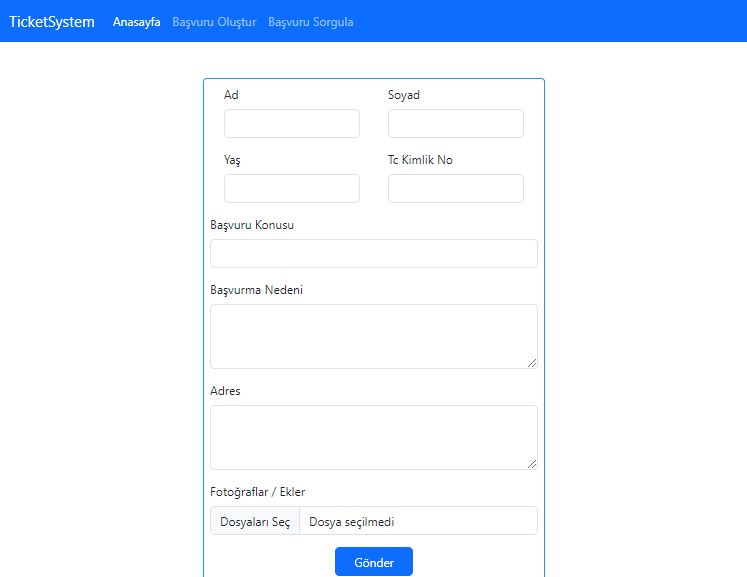 TicketSystem Anasayfa Başvuru Oluştur Başvuru Sorgula
Ad Soyad
Yaş Tc Kimlik No
Başvuru Konusu
Başvurma Nedeni
Adres
Fotoğraflar / Ekler
Dosyaları Seç Dosya seçilmedi
Gönder